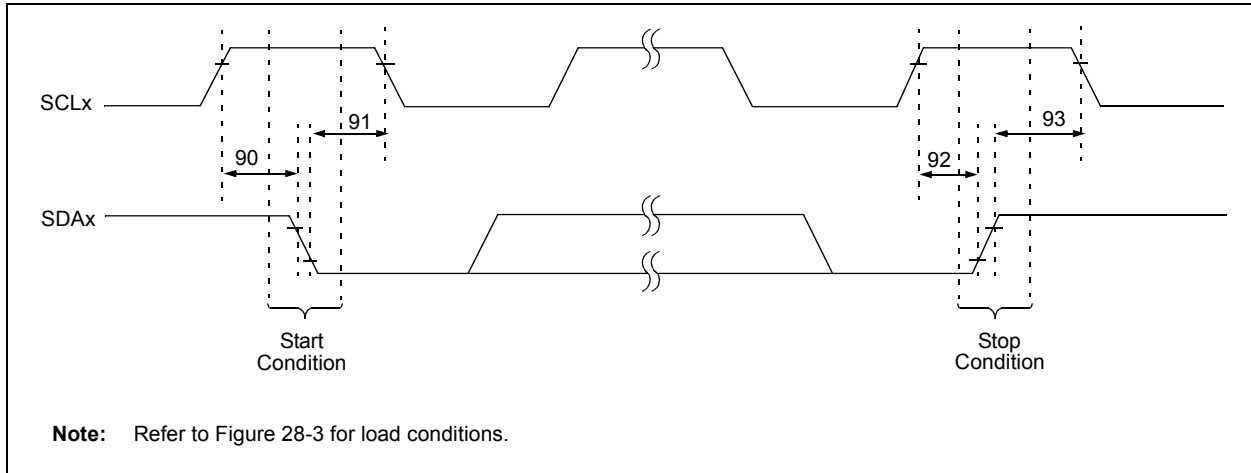 SCLx
91
93
90
92
SDAx
Start
Condition
Stop
Condition
Note: Refer to Figure 28-3 for load conditions.